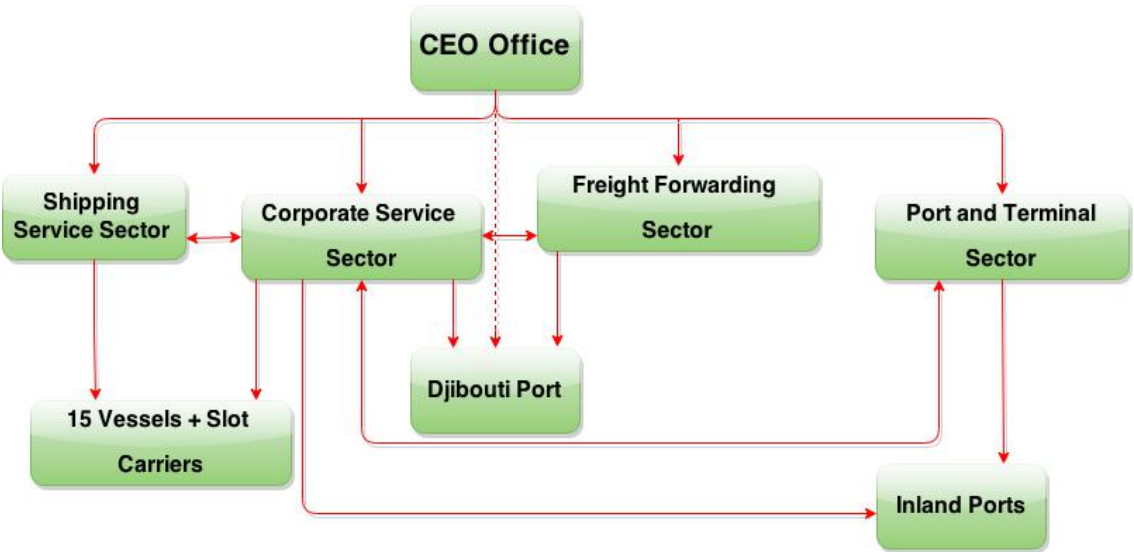 CEO Office
Shipping
Service Sector
Corporate Service
Sector
Freight Forwarding
Sector
Port and Terminal
Sector
Djibouti Port
15 Vessels + Slot
Carriers
Inland Ports